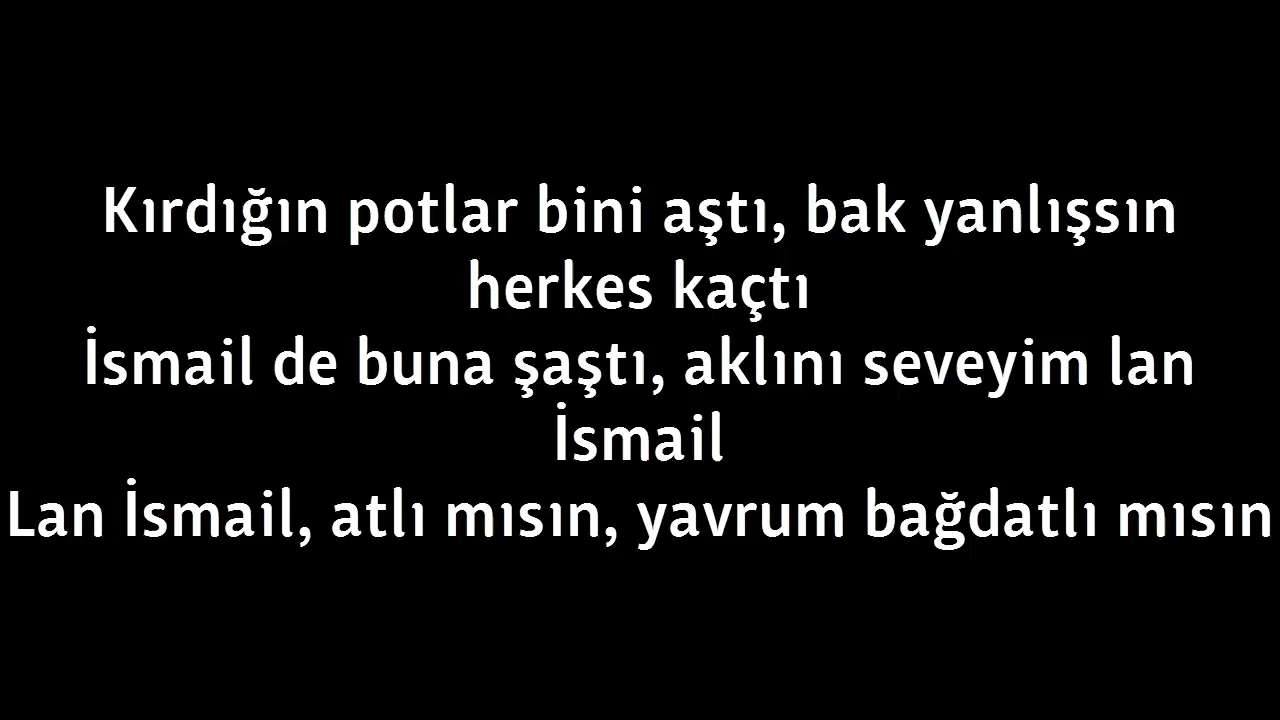 Kırdığın potlar bini aştı, bak yanlışsın
herkes kaçtı
İsmail de buna şaştı, aklını seveyim lan
İsmail
Lan İsmail, atlı mısın, yavrum bağdatlı mısın